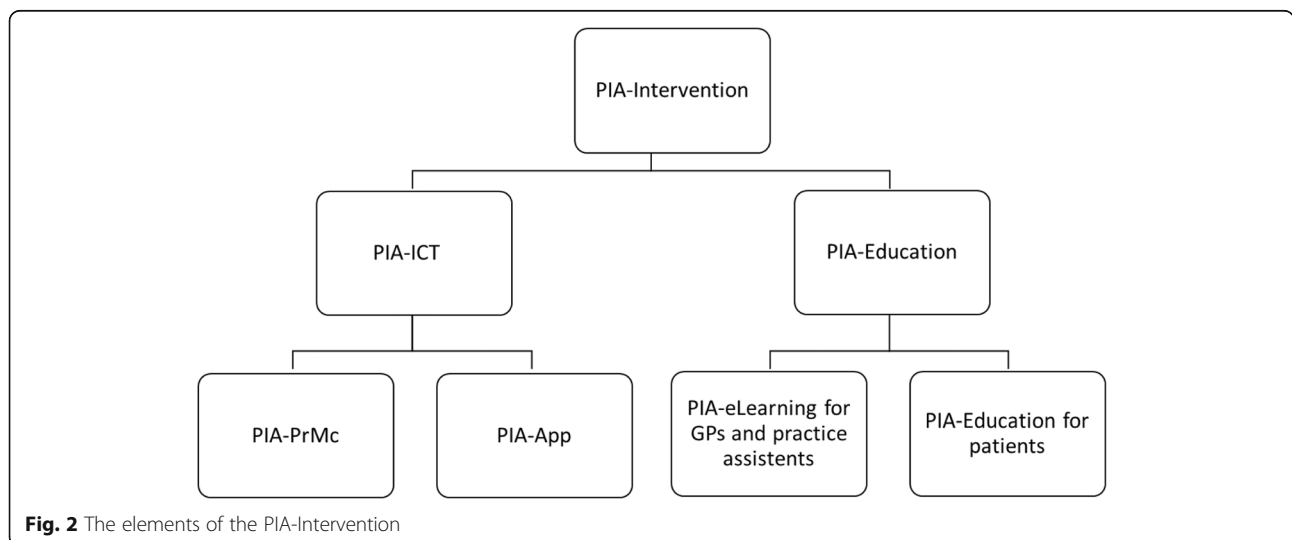 PIA-Intervention
PIA-ICT
PIA-Education
PIA-PrMc
PIA-App
PIA-eLearning for
GPs and practice
assistents
PIA-Education for
patients
Fig. 2 The elements of the PIA-Intervention